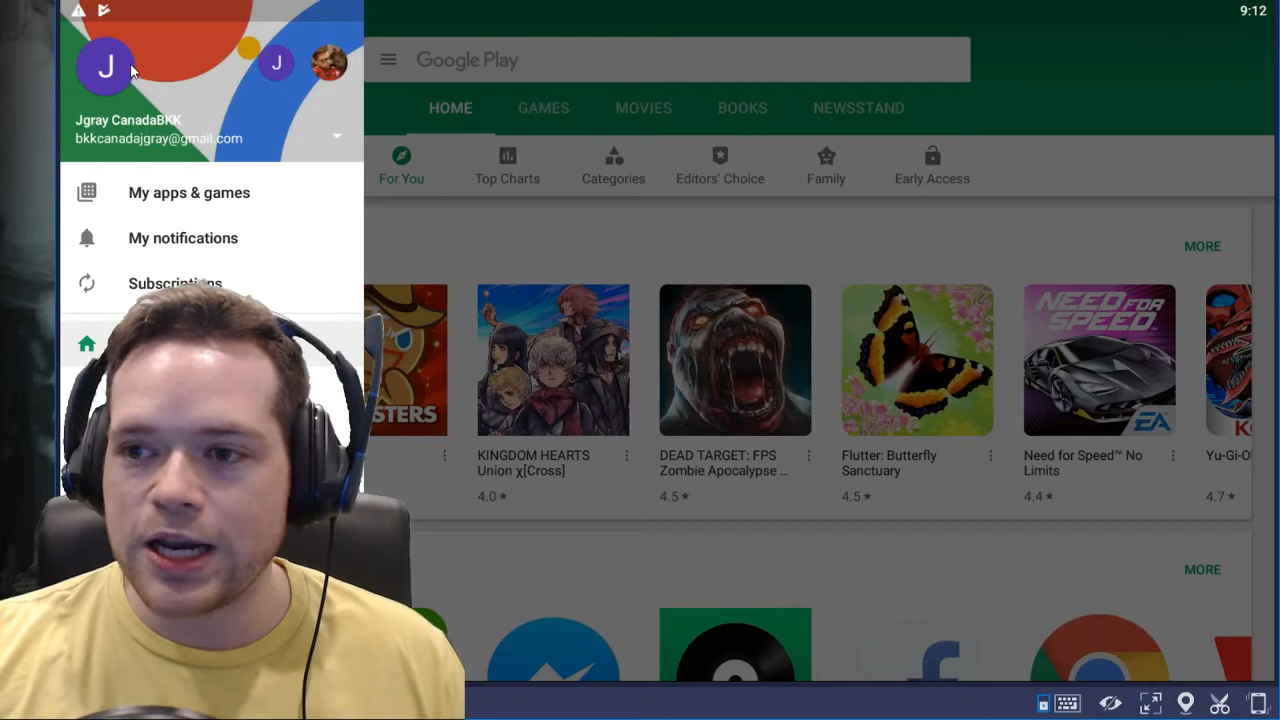 9:12
J
J
Jgray CanadaBKK
bkkcanadajgray@gmail.com
My apps & games
My notifications
Subscriptions
Google Play
HOME
GAMES
MOVIES
BOOKS
NEWSSTAND
For You
Top Charts
Categories
Editors' Choice
Family
Early Access
MORE
STERS
NEED FOR
SPEED
EA
KINGDOM HEARTS
Union χ[Cross]
4.0★
DEAD TARGET: FPS
Zombie Apocalypse ...
4.5★
Flutter: Butterfly
Sanctuary
4.5★
Need for Speed™ No
Limits
4.4★
Yu-Gi-O
4.7★
MORE